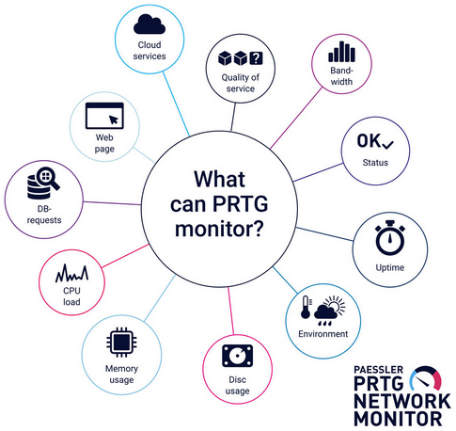 Cloud
services
Quality of
service
Band-
width
Web
page
OK
Status
What
can PRTG
monitor?
DB-
requests
Uptime
CPU
load
Environment
Memory
usage
Disc
usage
PAESSLER
PRTG
NETWORK
MONITOR